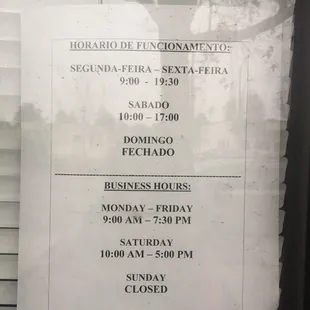 HORARIO DE FUNCIONAMENTO:
SEGUNDA-FEIRA – SEXTA-FEIRA
9:00 - 19:30
SABADO
10:00 – 17:00
DOMINGO
FECHADO
BUSINESS HOURS:
MONDAY – FRIDAY
9:00 AM – 7:30 PM
SATURDAY
10:00 AM – 5:00 PM
SUNDAY
CLOSED